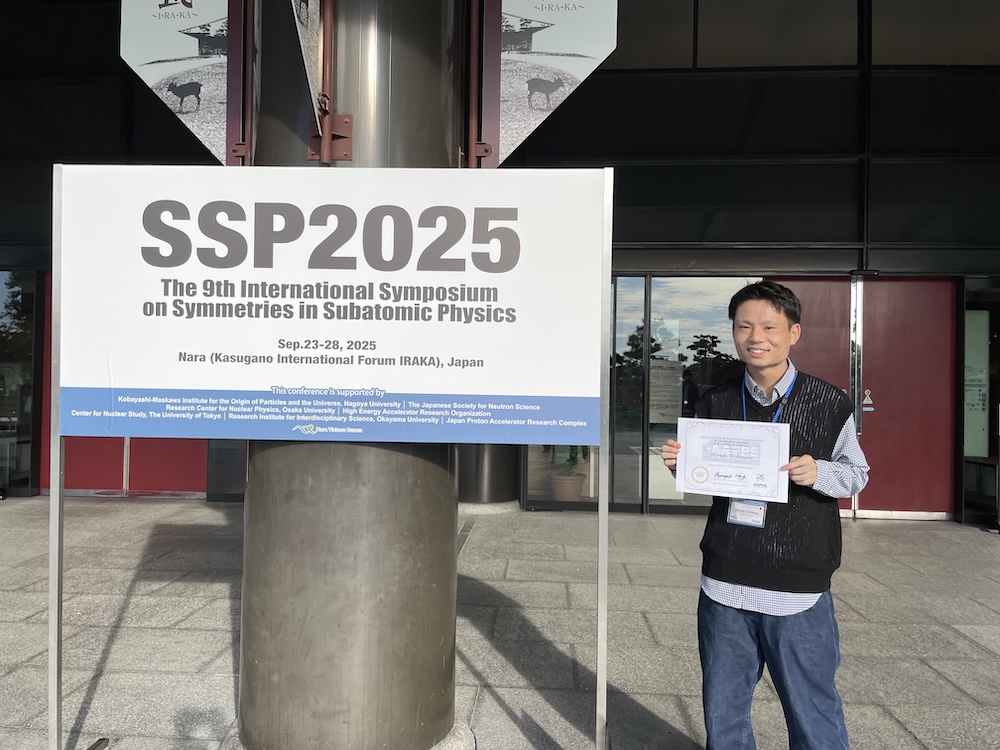 ~I·RA·KA~
~I·RA·KA~
SSP2025
The 9th International Symposium
on Symmetries in Subatomic Physics
Sep.23-28, 2025
Nara (Kasugano International Forum IRAKA), Japan
This conference is supported by
Kobayashi-Maskawa Institute for the Origin of Particles and the Universe, Nagoya University | The Japanese Society for Neutron Science
Research Center for Nuclear Physics, Osaka University | High Energy Accelerator Research Organization
Center for Nuclear Study, The University of Tokyo | Research Institute for Interdisciplinary Science, Okayama University | Japan Proton Accelerator Research Complex
Nara Visitors Bureau